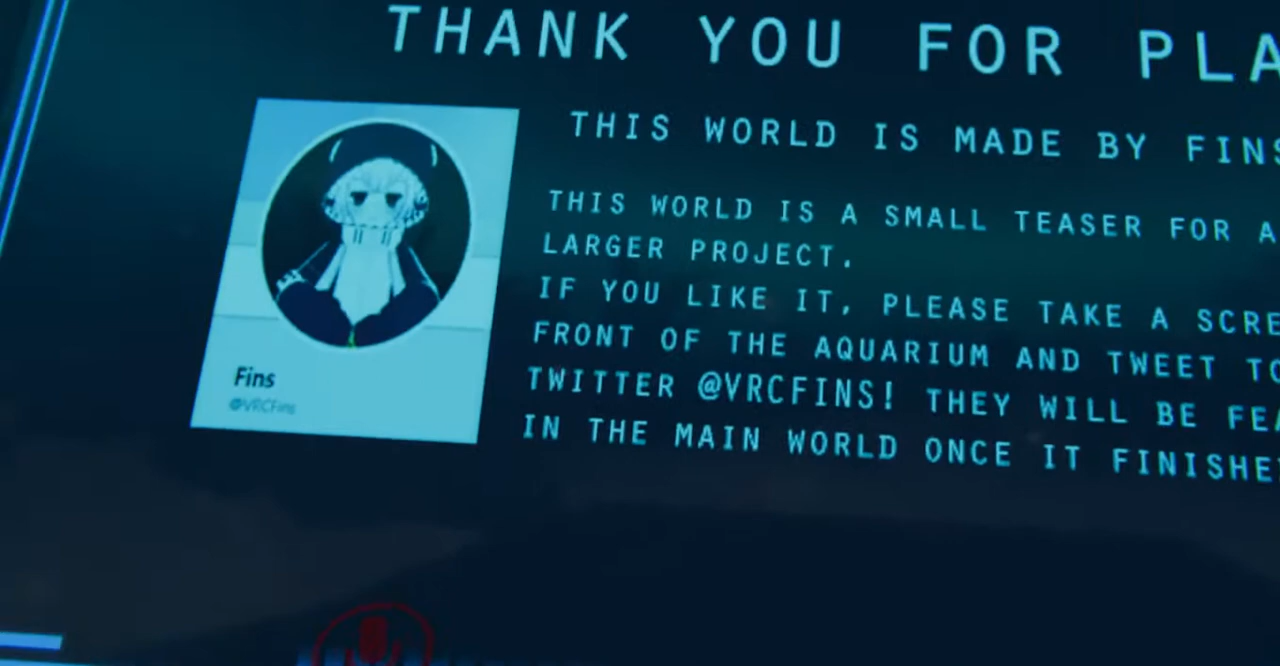 THANK YOU FOR PLA
THIS WORLD IS MADE BY FINS
THIS WORLD IS A SMALL TEASER FOR A
LARGER PROJECT.
IF YOU LIKE IT, PLEASE TAKE A SCRE
FRONT OF THE AQUARIUM AND TWEET TO
TWITTER @VRCFINS! THEY WILL BE FEA
IN THE MAIN WORLD ONCE IT FINISHE
Fins
@VRCFins